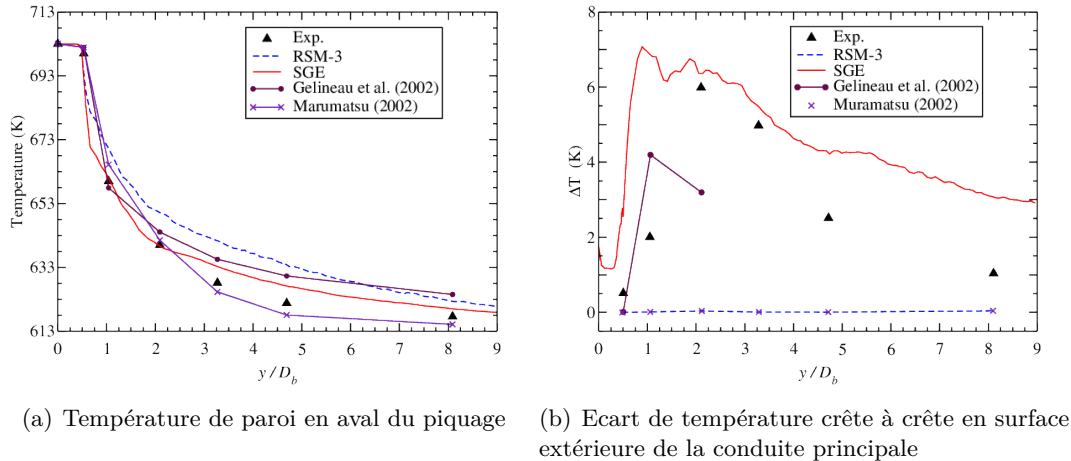 713
693
673
653
633
613
Temperature (K)
0 1 2 3 4 5 6 7 8 9
y / D_b
Exp.
RSM-3
SGE
Gelineau et al. (2002)
Marumatsu (2002)
8
6
4
2
0
ΔT (K)
0 1 2 3 4 5 6 7 8 9
y / D_b
Exp.
RSM-3
SGE
Gelineau et al. (2002)
Muramatsu (2002)
(a) Température de paroi en aval du piquage
(b) Ecart de température crête à crête en surface
extérieure de la conduite principale